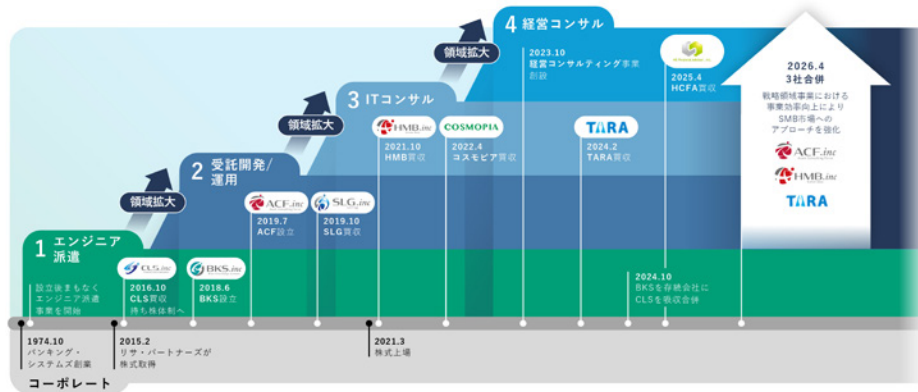 4 経営コンサル
領域拡大
2023.10
経営コンサルティング事業
創設
2025.4
HCFA買収
2026.4
3社合併
戦略領域事業における
事業効率向上により
SMB市場への
アプローチを強化
ACF.inc
HMB.inc
TARA
3 ITコンサル
領域拡大
HMB.inc
2021.10
HMB買収
COSMOPIA
2022.4
コスモピア買収
TARA
2024.2
TARA買収
2 受託開発/
運用
領域拡大
ACF.inc
2019.7
ACF設立
SLG.inc
2019.10
SLG買収
1 エンジニア
派遣
設立後まもなく
エンジニア派遣
事業を開始
CLS.inc
2016.10
CLS買収
持ち株体制へ
BKS.inc
2018.6
BKS設立
2024.10
BKSを存続会社に
CLSを吸収合併
1974.10
バンキング・
システムズ創業
2015.2
リサ・パートナーズが
株式取得
2021.3
株式上場
コーポレート